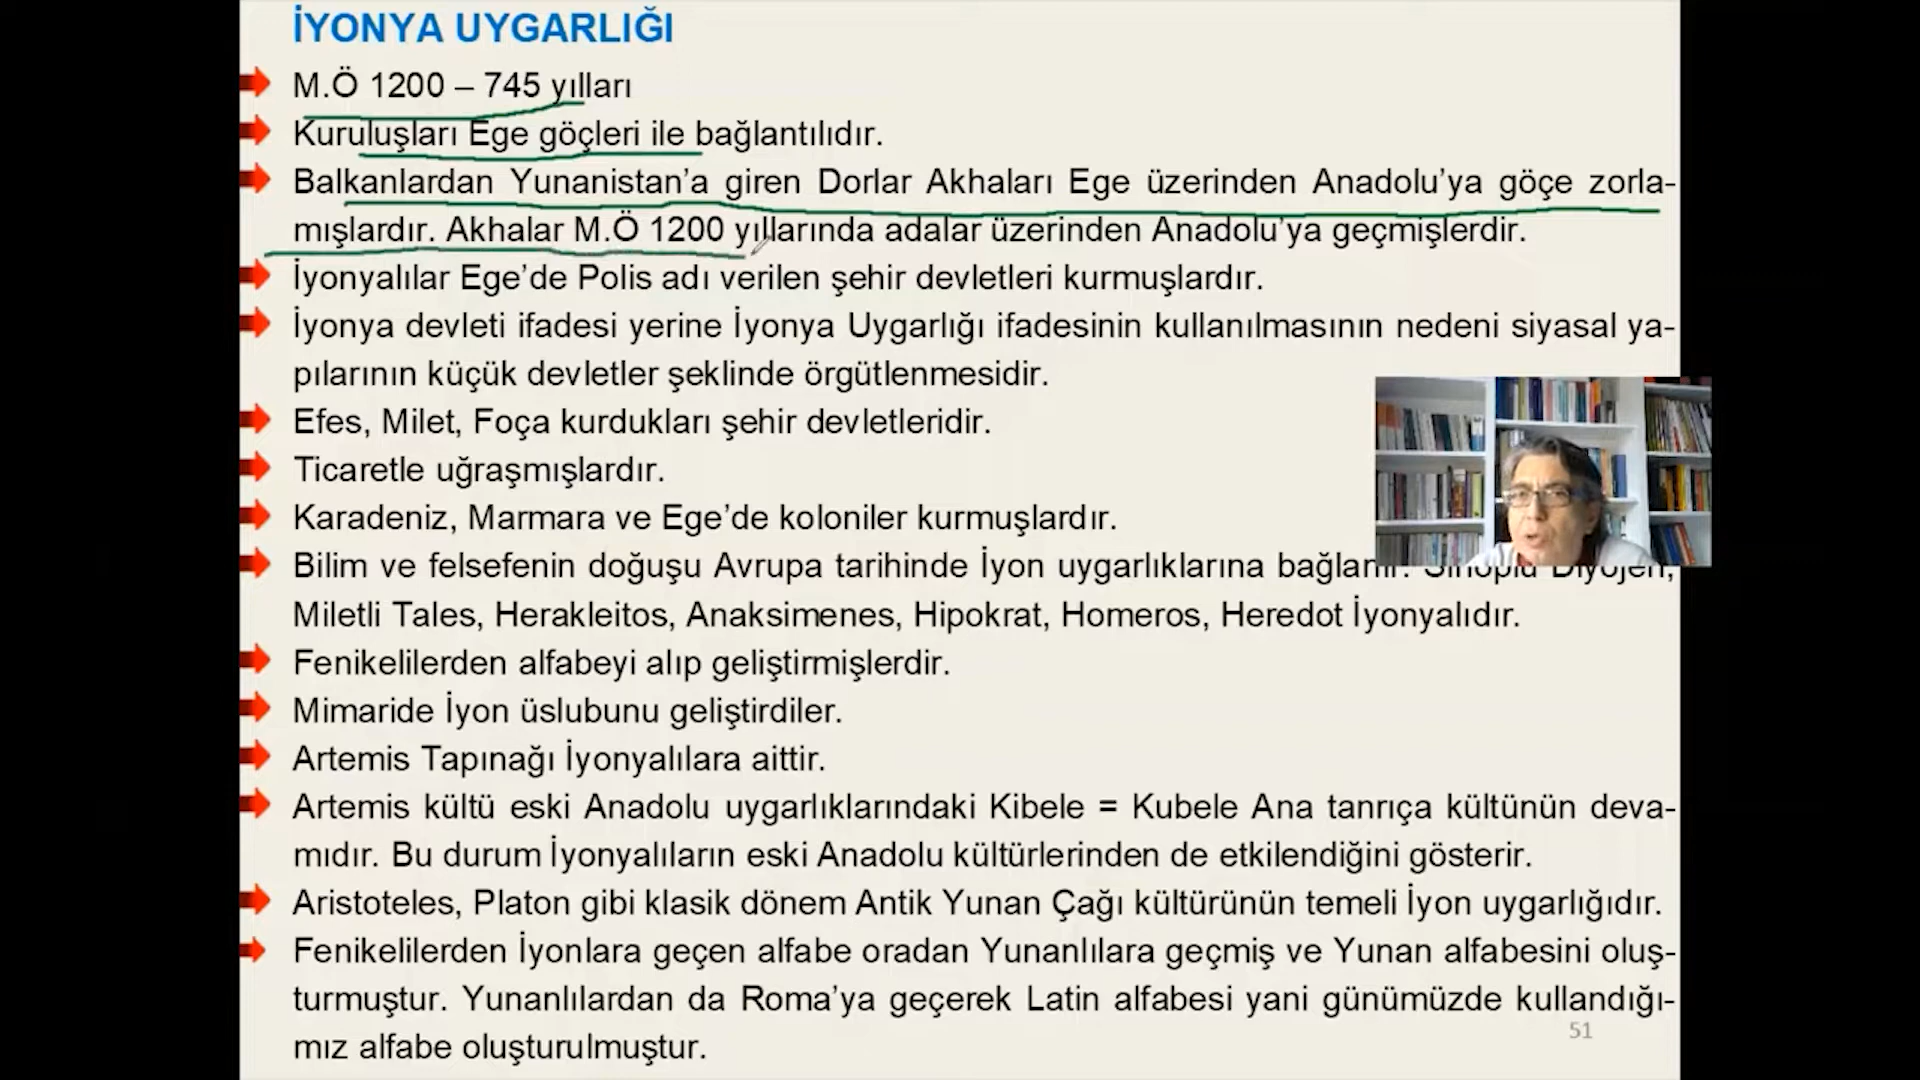 İYONYA UYGARLIĞI
M.Ö 1200 – 745 yılları
Kuruluşları Ege göçleri ile bağlantılıdır.
Balkanlardan Yunanistan’a giren Dorlar Akhaları Ege üzerinden Anadolu’ya göçe zorla-
mışlardır. Akhalar M.Ö 1200 yıllarında adalar üzerinden Anadolu’ya geçmişlerdir.
İyonyalılar Ege’de Polis adı verilen şehir devletleri kurmuşlardır.
İyonya devleti ifadesi yerine İyonya Uygarlığı ifadesinin kullanılmasının nedeni siyasal ya-
pılarının küçük devletler şeklinde örgütlenmesidir.
Efes, Milet, Foça kurdukları şehir devletleridir.
Ticaretle uğraşmışlardır.
Karadeniz, Marmara ve Ege’de koloniler kurmuşlardır.
Bilim ve felsefenin doğuşu Avrupa tarihinde İyon uygarlıklarına bağlanır. Sinoplu Diyojen,
Miletli Tales, Herakleitos, Anaksimenes, Hipokrat, Homeros, Heredot İyonyalıdır.
Fenikelilerden alfabeyi alıp geliştirmişlerdir.
Mimaride İyon üslubunu geliştirdiler.
Artemis Tapınağı İyonyalılara aittir.
Artemis kültü eski Anadolu uygarlıklarındaki Kibele = Kubele Ana tanrıça kültünün deva-
mıdır. Bu durum İyonyalıların eski Anadolu kültürlerinden de etkilendiğini gösterir.
Aristoteles, Platon gibi klasik dönem Antik Yunan Çağı kültürünün temeli İyon uygarlığıdır.
Fenikelilerden İyonlara geçen alfabe oradan Yunanlılara geçmiş ve Yunan alfabesini oluş-
turmuştur. Yunanlılardan da Roma’ya geçerek Latin alfabesi yani günümüzde kullandığı-
mız alfabe oluşturulmuştur.
51